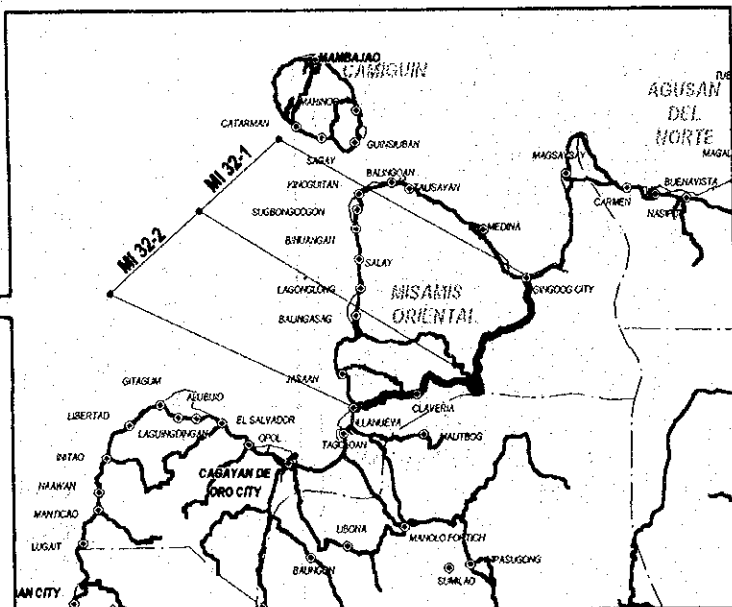 MAMBAJAO
CAMIGUIN
MAHINOG
CATARMAN
GUINSILIBAN
SAGAY
AGUSAN
DEL
NORTE
MAGSAYSAY
BUENAVISTA
CARMEN
NASIPIT
MI 32-1
MI 32-2
KINOGUITAN
BALINGOAN
TALISAYAN
SUGBONGCOGON
MEDINA
BINUANGAN
SALAY
GINGOOG CITY
LAGONGLONG
MISAMIS
ORIENTAL
BALINGASAG
JASAAN
CLAVERIA
VILLANUEVA
GITAGUM
ALUBIJID
LIBERTAD
LAGUINGDINGAN
EL SALVADOR
OPOL
TAGOLOAN
MALITBOG
INITAO
CAGAYAN DE
ORO CITY
NAAWAN
MANTICAO
LUGAIT
LIBONA
MANOLO FORTICH
BAUNGON
IMPASUGONG
SUMILAO
AN CITY